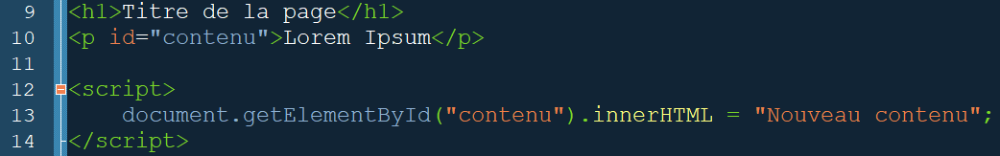 9 <h1>Titre de la page</h1>
10 <p id="contenu">Lorem Ipsum</p>
11
12 <script>
13 document.getElementById("contenu").innerHTML = "Nouveau contenu";
14 </script>